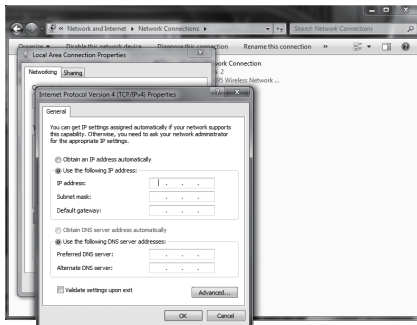 « Network and Internet ▸ Network Connections ▸
Search Network Connections
Organize ▾ Disable this network device Diagnose this connection Rename this connection »
Local Area Connection Properties
Networking Sharing
Internet Protocol Version 4 (TCP/IPv4) Properties
General
You can get IP settings assigned automatically if your network supports
this capability. Otherwise, you need to ask your network administrator
for the appropriate IP settings.
Obtain an IP address automatically
Use the following IP address:
IP address:
Subnet mask:
Default gateway:
Obtain DNS server address automatically
Use the following DNS server addresses:
Preferred DNS server:
Alternate DNS server:
Validate settings upon exit
Advanced...
OK Cancel
Connection
2
Wireless Network ...